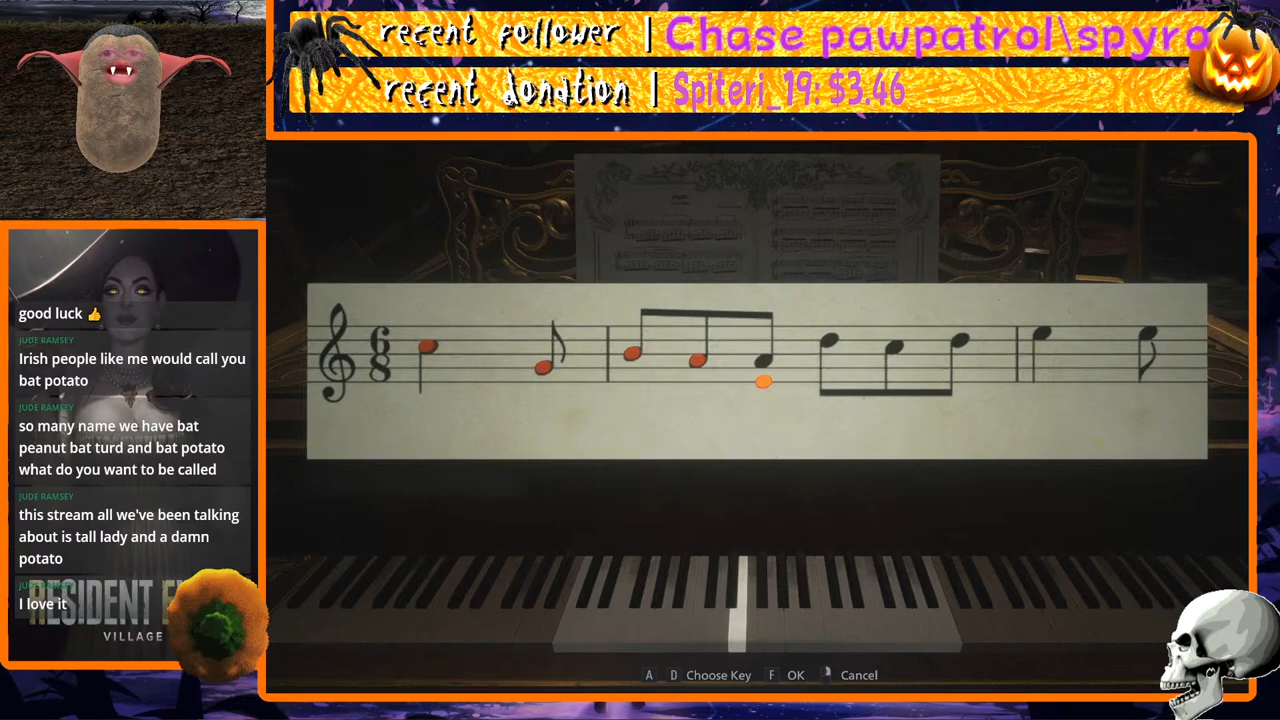 recent follower | Chase pawpatrol\spyro
recent donation | Spiteri_19: $3.46
good luck 👍
JUDE RAMSEY
Irish people like me would call you
bat potato
JUDE RAMSEY
so many name we have bat
peanut bat turd and bat potato
what do you want to be called
JUDE RAMSEY
this stream all we've been talking
about is tall lady and a damn
potato
I love it
RESIDENT
VILLAGE
6
8
A D Choose Key F OK Cancel